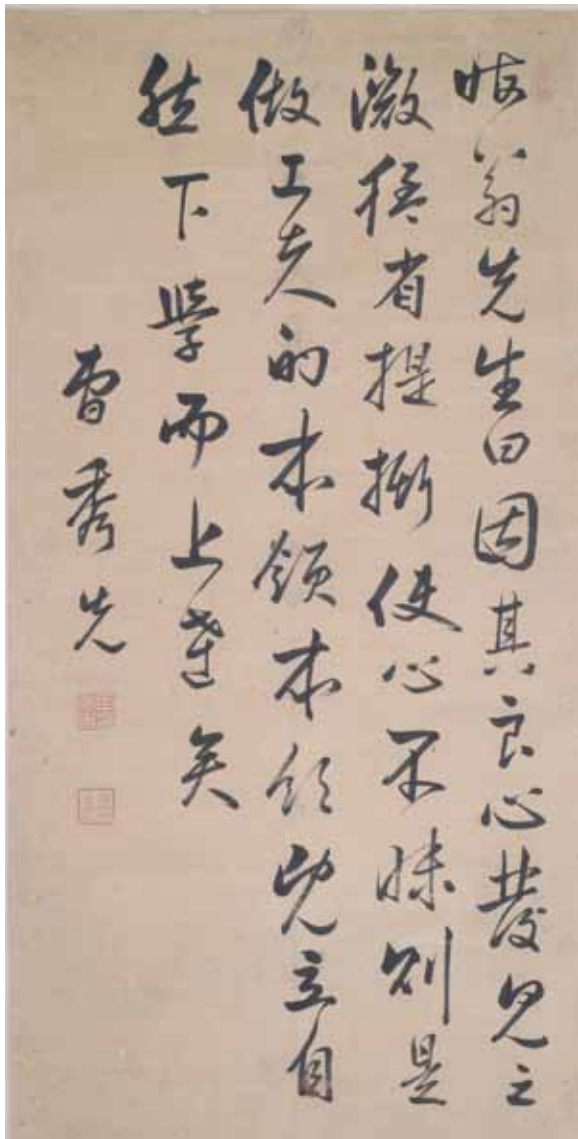 晦翁先生曰因其良心發見之
微猛省提撕使心不昧則是
做工夫的本領本領既立自
然下學而上達矣
曹秀先